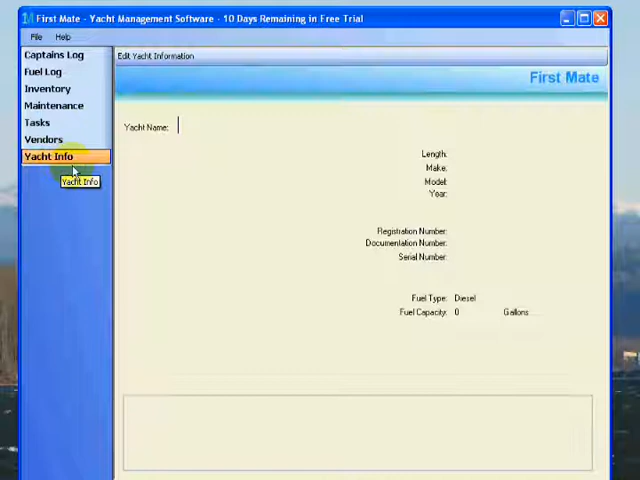 First Mate - Yacht Management Software - 10 Days Remaining in Free Trial
File Help
Captains Log
Fuel Log
Inventory
Maintenance
Tasks
Vendors
Yacht Info
Yacht Info
Edit Yacht Information
First Mate
Yacht Name:
Length:
Make:
Model:
Year:
Registration Number:
Documentation Number:
Serial Number:
Fuel Type: Diesel
Fuel Capacity: 0 Gallons